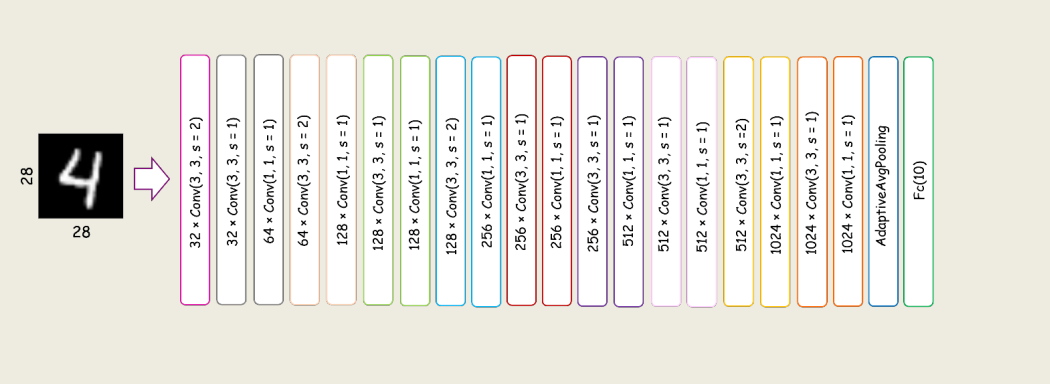 28
4
28
32 × Conv(3, 3, s = 2)
32 × Conv(3, 3, s = 1)
64 × Conv(1, 1, s = 1)
64 × Conv(3, 3, s = 2)
128 × Conv(1, 1, s = 1)
128 × Conv(3, 3, s = 1)
128 × Conv(1, 1, s = 1)
128 × Conv(3, 3, s = 2)
256 × Conv(1, 1, s = 1)
256 × Conv(3, 3, s = 1)
256 × Conv(1, 1, s = 1)
256 × Conv(3, 3, s = 1)
512 × Conv(1, 1, s = 1)
512 × Conv(3, 3, s = 1)
512 × Conv(1, 1, s = 1)
512 × Conv(3, 3, s =2)
1024 × Conv(1, 1, s = 1)
1024 × Conv(3, 3, s = 1)
1024 × Conv(1, 1, s = 1)
AdaptiveAvgPooling
Fc(10)